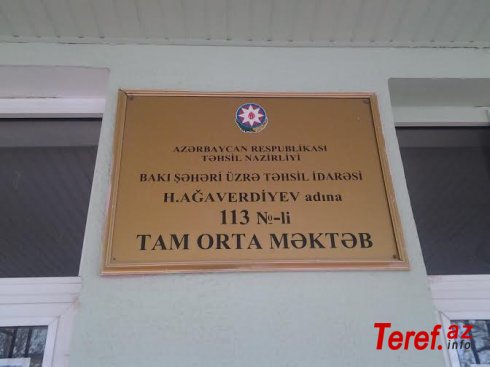 AZƏRBAYCAN RESPUBLİKASI
TƏHSİL NAZİRLİYİ
BAKI ŞƏHƏRİ ÜZRƏ TƏHSİL İDARƏSİ
H.AĞAVERDİYEV adına
113 №-li
TAM ORTA MƏKTƏB
Teref.az
info